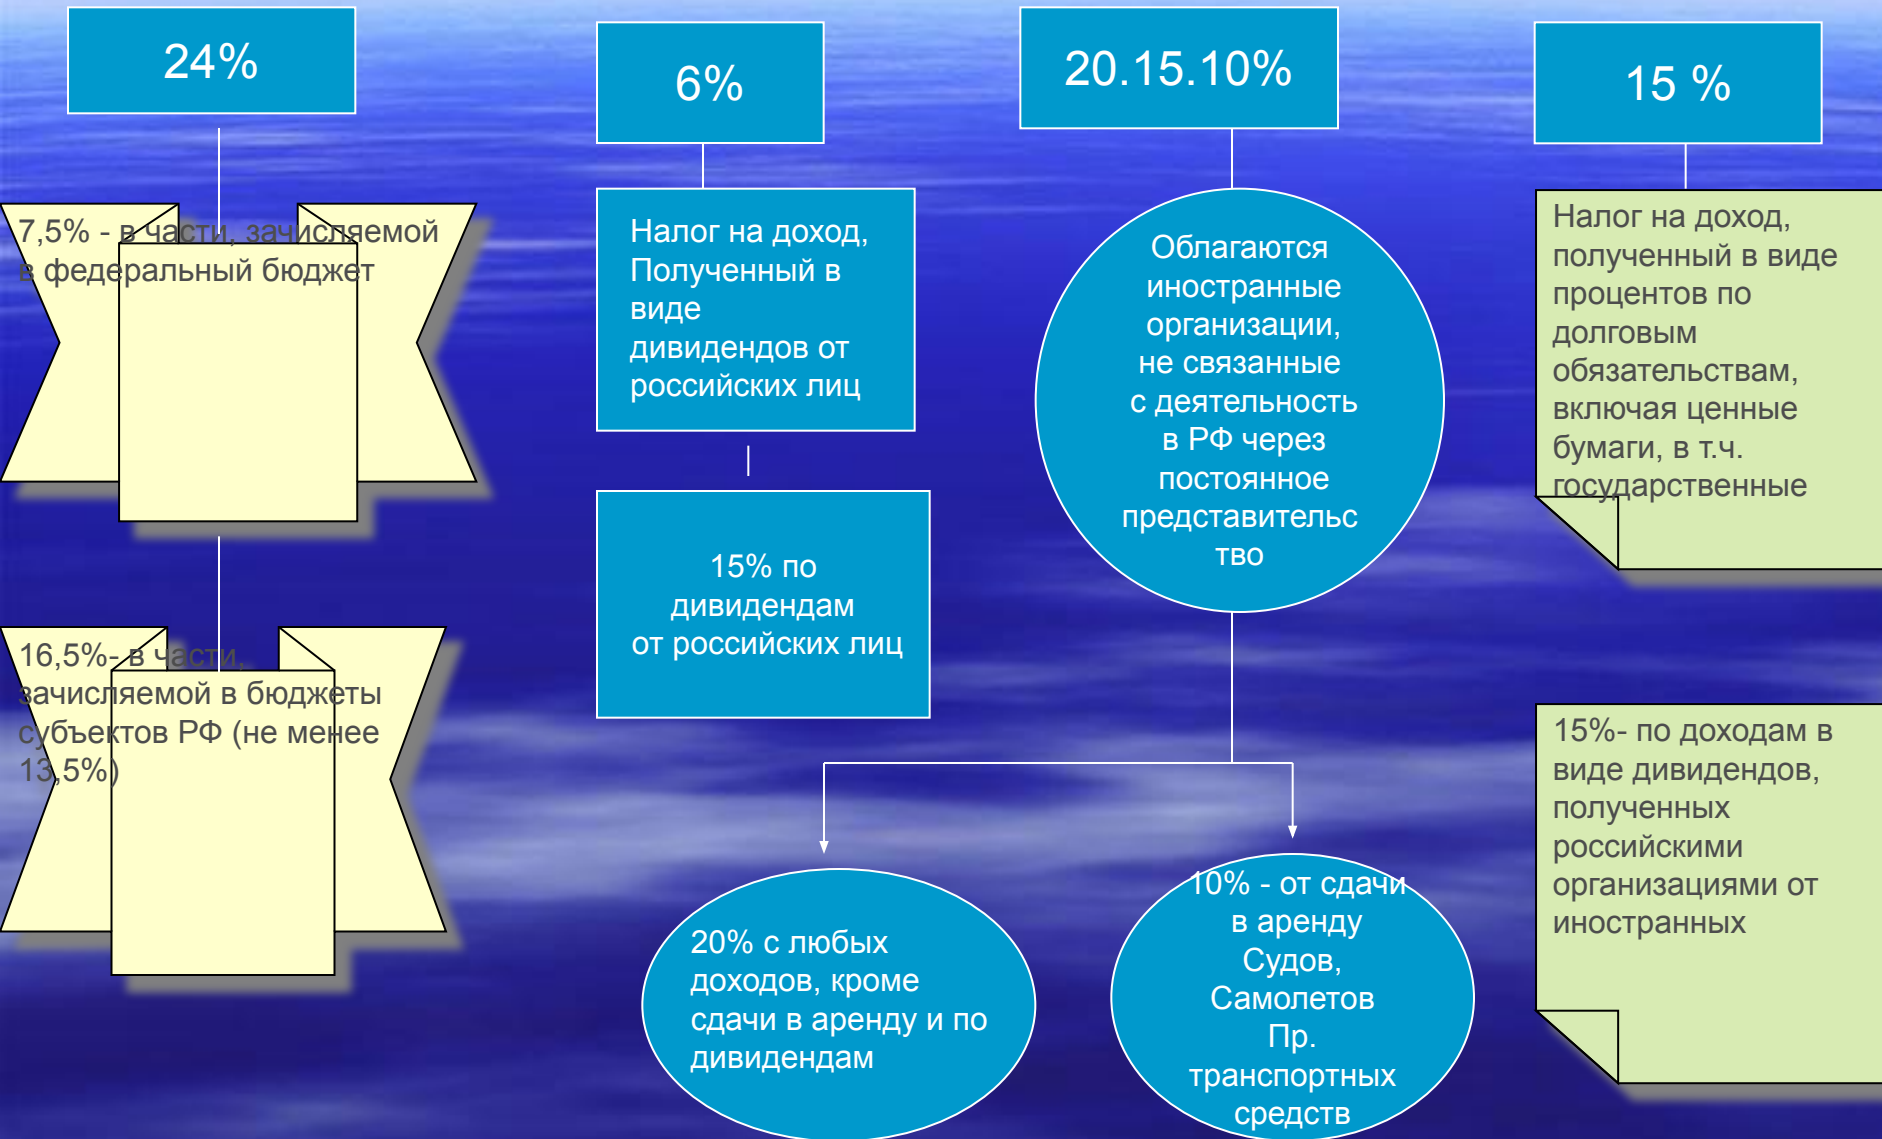 24%
7,5% - в части, зачисляемой
в федеральный бюджет
16,5%- в части,
зачисляемой в бюджеты
субъектов РФ (не менее
13,5%)
6%
Налог на доход,
Полученный в
виде
дивидендов от
российских лиц
15% по
дивидендам
от российских лиц
20.15.10%
Облагаются
иностранные
организации,
не связанные
с деятельность
в РФ через
постоянное
представительс
тво
20% с любых
доходов, кроме
сдачи в аренду и по
дивидендам
10% - от сдачи
в аренду
Судов,
Самолетов
Пр.
транспортных
средств
15 %
Налог на доход,
полученный в виде
процентов по
долговым
обязательствам,
включая ценные
бумаги, в т.ч.
государственные
15%- по доходам в
виде дивидендов,
полученных
российскими
организациями от
иностранных